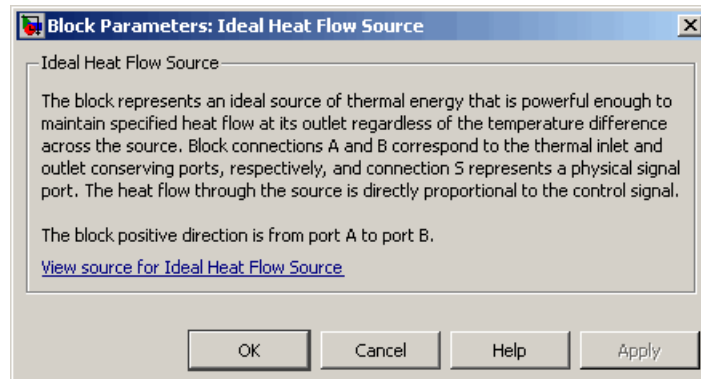 Block Parameters: Ideal Heat Flow Source
Ideal Heat Flow Source
The block represents an ideal source of thermal energy that is powerful enough to
maintain specified heat flow at its outlet regardless of the temperature difference
across the source. Block connections A and B correspond to the thermal inlet and
outlet conserving ports, respectively, and connection S represents a physical signal
port. The heat flow through the source is directly proportional to the control signal.
The block positive direction is from port A to port B.
View source for Ideal Heat Flow Source
OK Cancel Help Apply